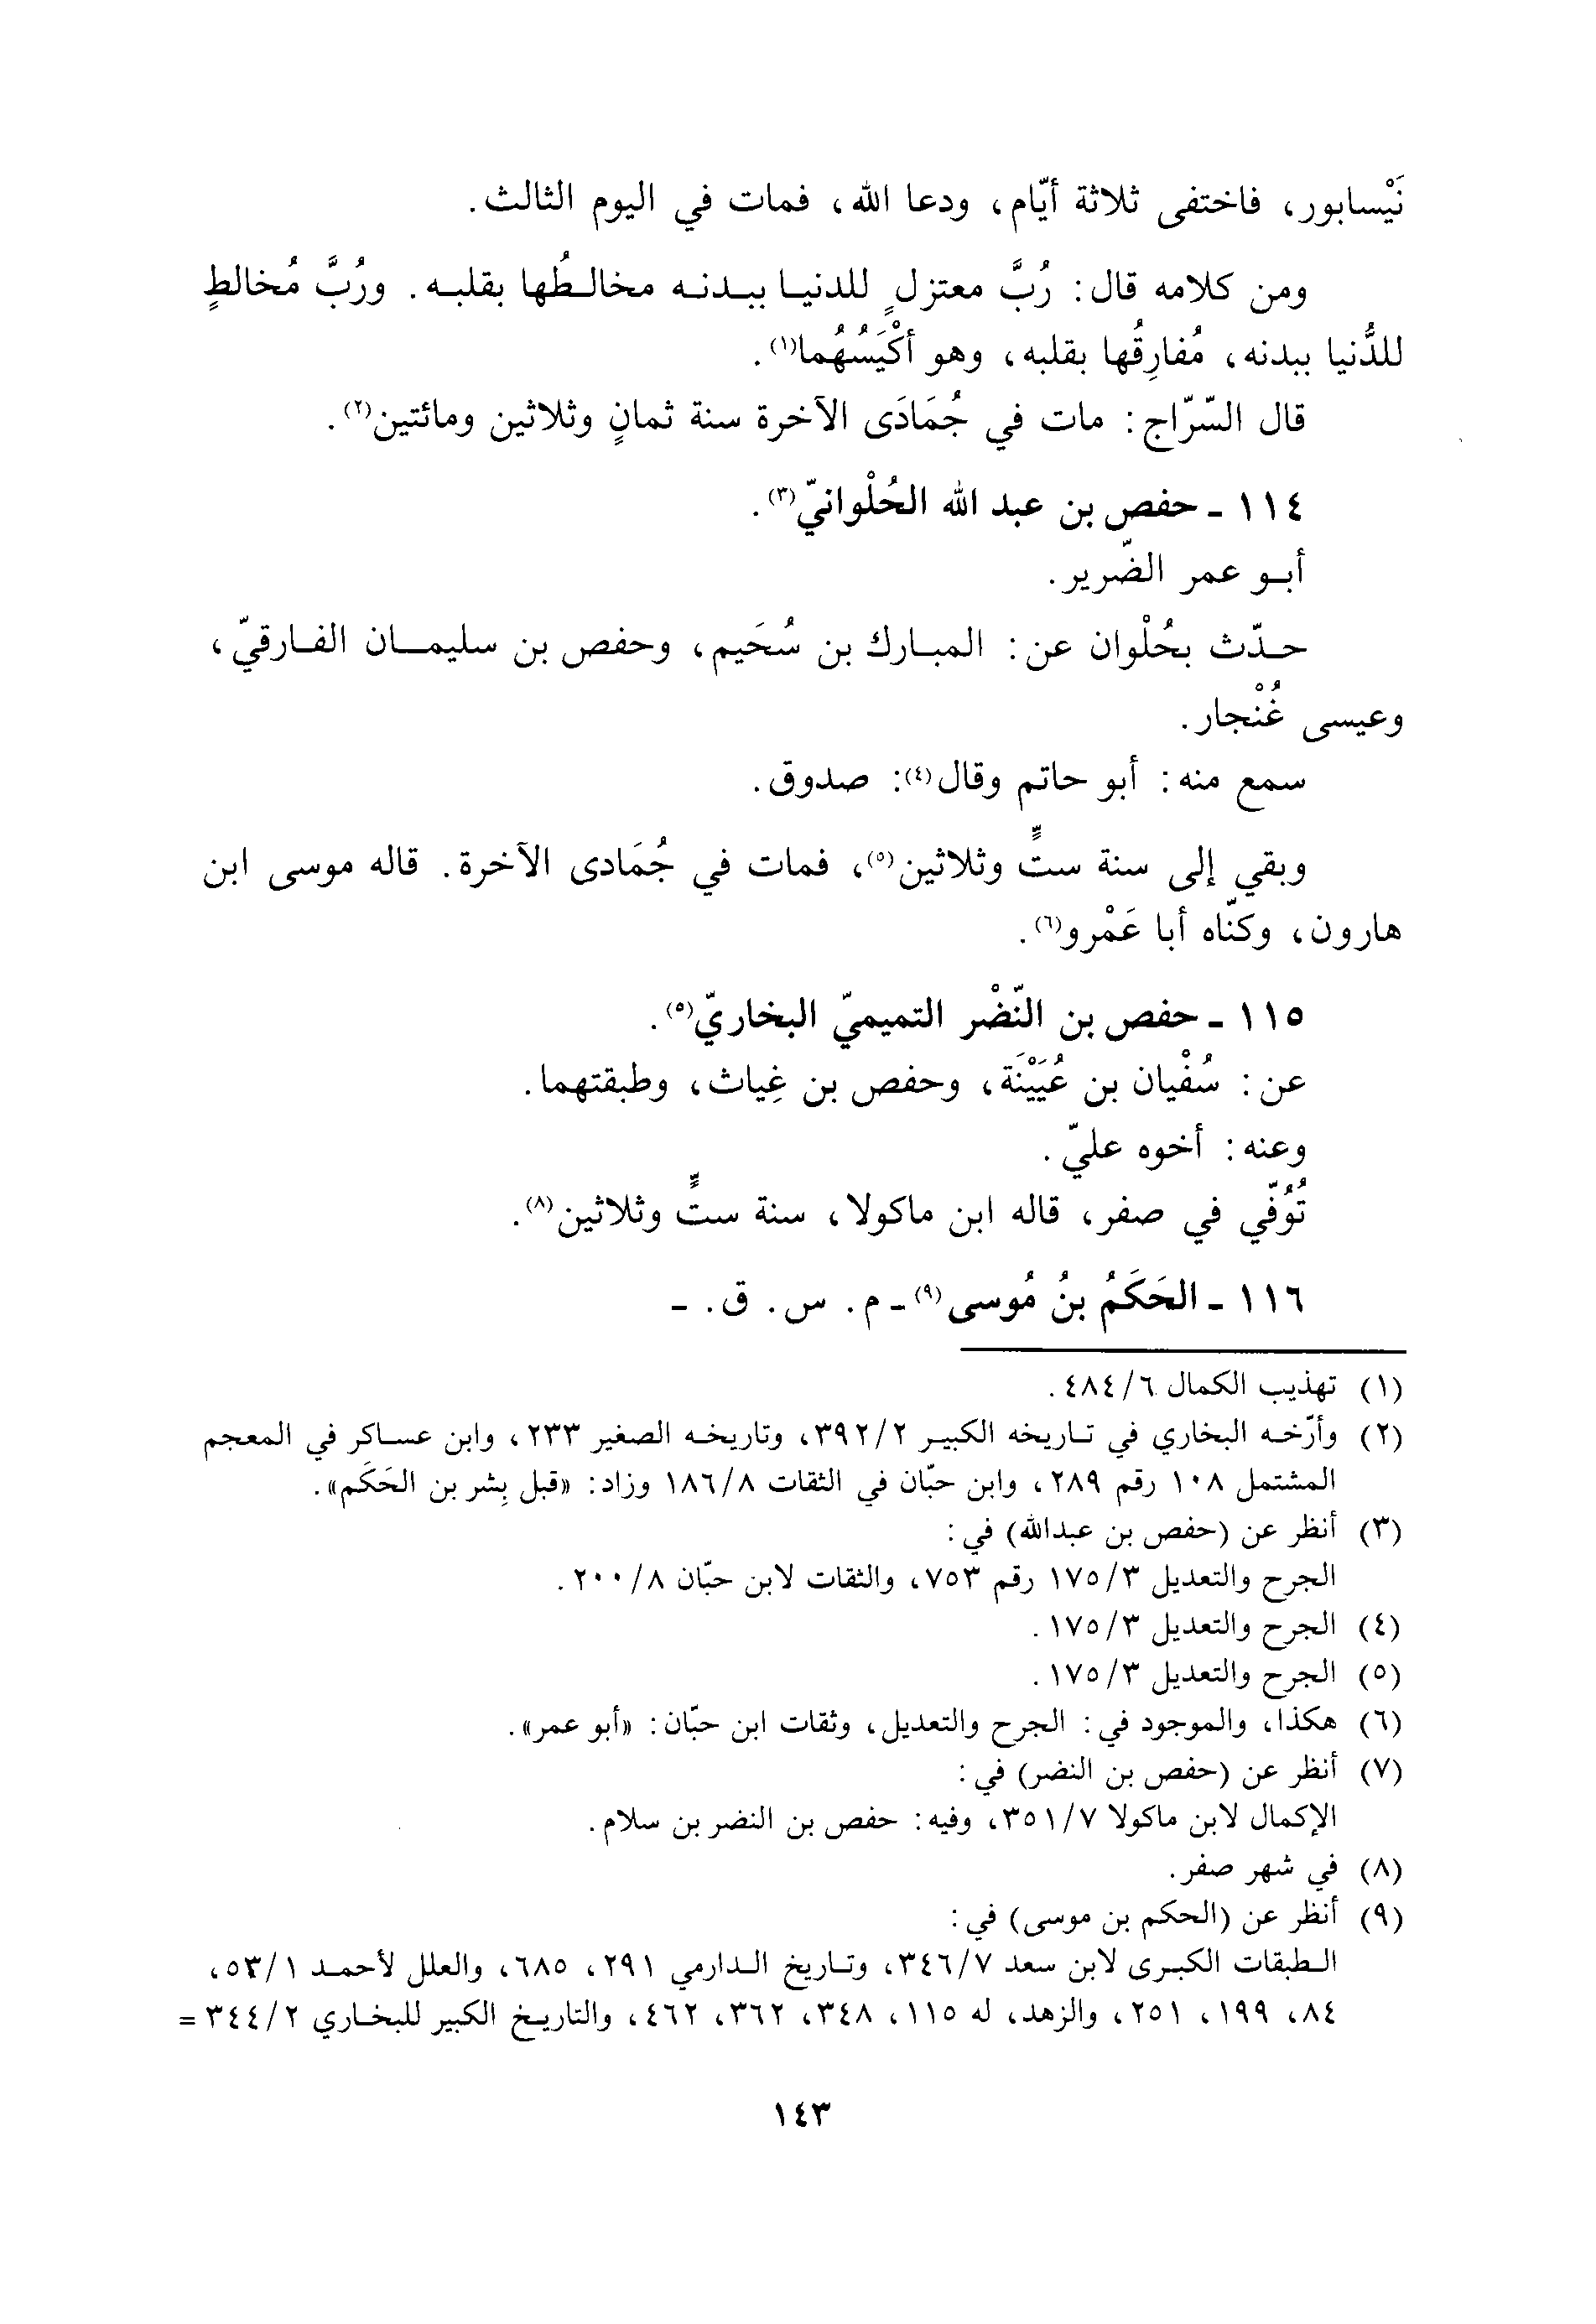 نَيْسابور، فاختفى ثلاثة أيّام، ودعا الله، فمات في اليوم الثالث.
ومن كلامه قال: رُبَّ معتزلٍ للدنيا ببدنه مخالطُها بقلبه. ورُبَّ مُخالطٍ
للدُّنيا ببدنه، مُفارِقُها بقلبه، وهو أكْيَسُهُما(١).
قال السّرّاج: مات في جُمَادَى الآخرة سنة ثمانٍ وثلاثين ومائتين(٢).
١١٤ ـ حفص بن عبد الله الحُلْوانيّ(٣).
أبو عمر الضّرير.
حدّث بحُلْوان عن: المبارك بن سُحَيم، وحفص بن سليمان الفارقيّ،
وعيسى غُنْجار.
سمع منه: أبو حاتم وقال(٤): صدوق.
وبقي إلى سنة ستٍّ وثلاثين(٥)، فمات في جُمَادى الآخرة. قاله موسى ابن
هارون، وكنّاه أبا عَمْرو(٦).
١١٥ ـ حفص بن النّضْر التميميّ البخاريّ(٥).
عن: سُفْيان بن عُيَيْنَة، وحفص بن غِياث، وطبقتهما.
وعنه: أخوه عليّ.
تُوُفّي في صفر، قاله ابن ماكولا، سنة ستٍّ وثلاثين(٨).
١١٦ ـ الحَكَمُ بنُ مُوسى(٩) ـ م. س. ق. ـ
(١) تهذيب الكمال ٤٨٤/٦.
(٢) وأرّخه البخاري في تاريخه الكبير ٣٩٢/٢، وتاريخه الصغير ٢٣٣، وابن عساكر في المعجم
المشتمل ١٠٨ رقم ٢٨٩، وابن حبّان في الثقات ١٨٦/٨ وزاد: «قبل بِشر بن الحَكَم».
(٣) أنظر عن (حفص بن عبدالله) في:
الجرح والتعديل ١٧٥/٣ رقم ٧٥٣، والثقات لابن حبّان ٢٠٠/٨.
(٤) الجرح والتعديل ١٧٥/٣.
(٥) الجرح والتعديل ١٧٥/٣.
(٦) هكذا، والموجود في: الجرح والتعديل، وثقات ابن حبّان: «أبو عمر».
(٧) أنظر عن (حفص بن النضر) في:
الإكمال لابن ماكولا ٣٥١/٧، وفيه: حفص بن النضر بن سلام.
(٨) في شهر صفر.
(٩) أنظر عن (الحكم بن موسى) في:
الطبقات الكبرى لابن سعد ٣٤٦/٧، وتاريخ الدارمي ٢٩١، ٦٨٥، والعلل لأحمد ٥٣/١،
٨٤، ١٩٩، ٢٥١، والزهد، له ١١٥، ٣٤٨، ٣٦٢، ٤٦٢، والتاريخ الكبير للبخاري ٣٤٤/٢ =
١٤٣